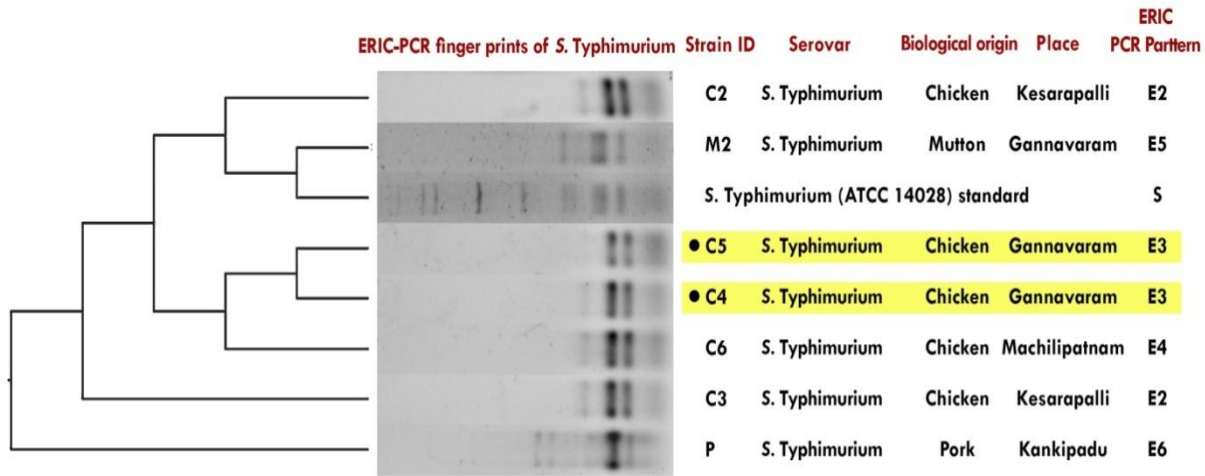 ERIC-PCR finger prints of S. Typhimurium Strain ID Serovar Biological origin Place ERIC PCR Parttern
C2 S. Typhimurium Chicken Kesarapalli E2
M2 S. Typhimurium Mutton Gannavaram E5
S. Typhimurium (ATCC 14028) standard S
• C5 S. Typhimurium Chicken Gannavaram E3
• C4 S. Typhimurium Chicken Gannavaram E3
C6 S. Typhimurium Chicken Machilipatnam E4
C3 S. Typhimurium Chicken Kesarapalli E2
P S. Typhimurium Pork Kankipadu E6